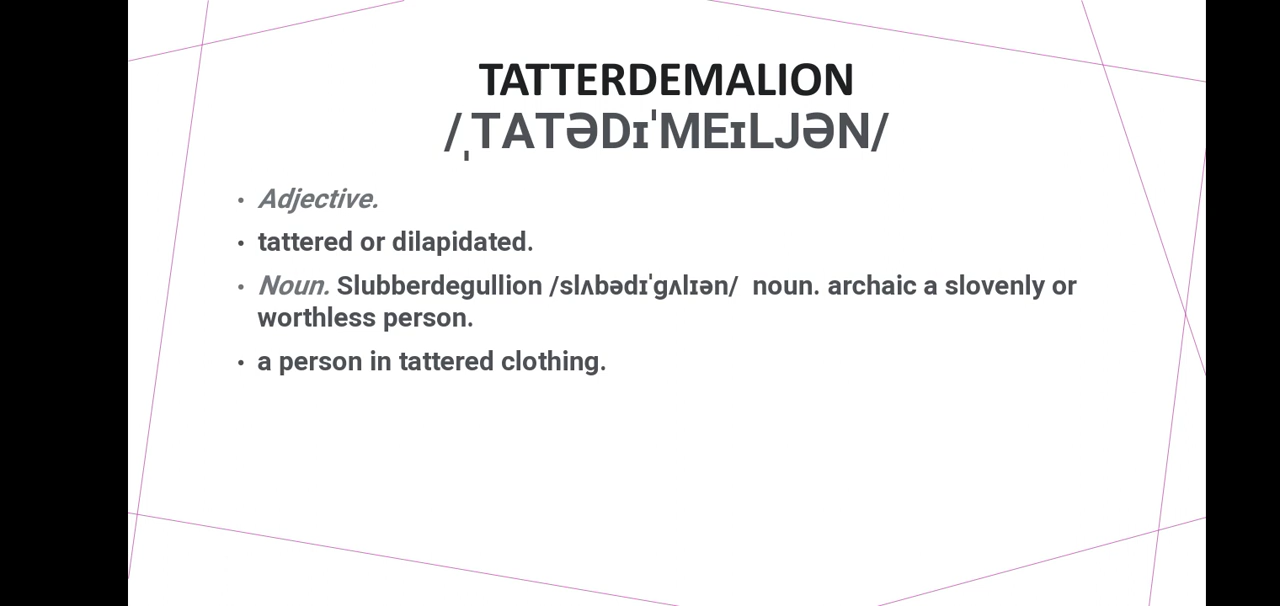 TATTERDEMALION
/ˌTATƏDɪˈMEɪLJƏN/
• Adjective.
• tattered or dilapidated.
• Noun. Slubberdegullion /slʌbədɪˈgʌlɪən/ noun. archaic a slovenly or
worthless person.
• a person in tattered clothing.